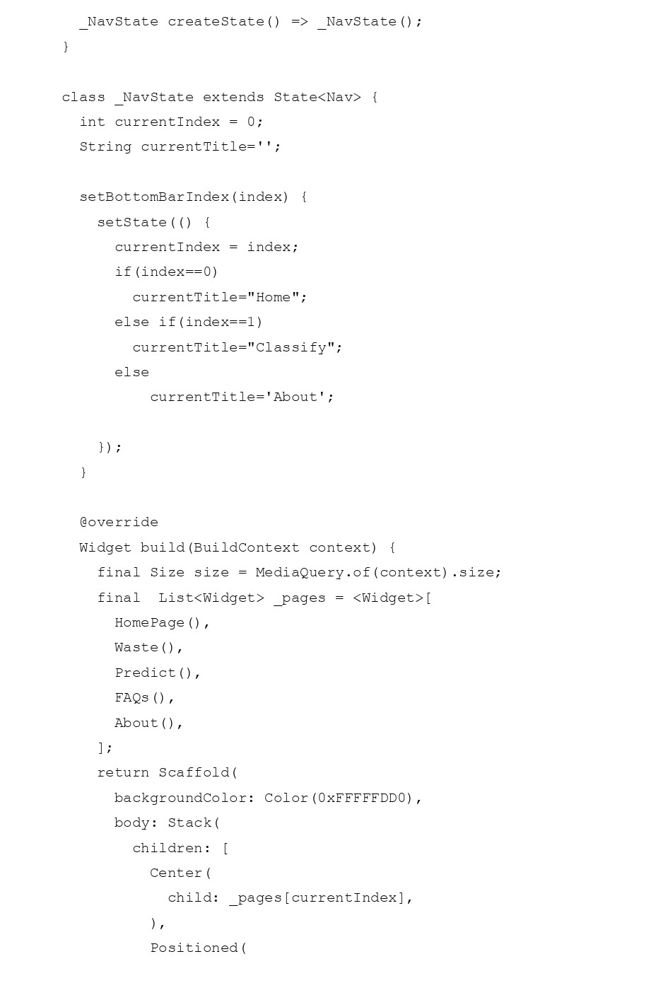 _NavState createState() => _NavState();
}

class _NavState extends State<Nav> {
  int currentIndex = 0;
  String currentTitle='';

  setBottomBarIndex(index) {
    setState(() {
      currentIndex = index;
      if(index==0)
        currentTitle="Home";
      else if(index==1)
        currentTitle="Classify";
      else
          currentTitle='About';

    });
  }

  @override
  Widget build(BuildContext context) {
    final Size size = MediaQuery.of(context).size;
    final  List<Widget> _pages = <Widget>[
      HomePage(),
      Waste(),
      Predict(),
      FAQs(),
      About(),
    ];
    return Scaffold(
      backgroundColor: Color(0xFFFFFDD0),
      body: Stack(
        children: [
          Center(
            child: _pages[currentIndex],
          ),
          Positioned(